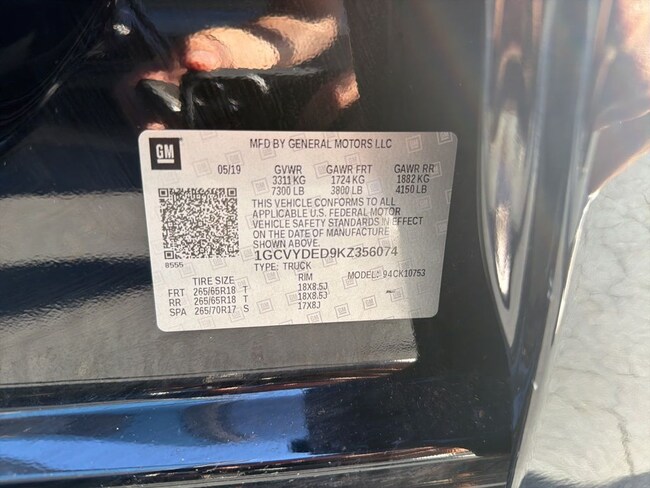 GM
MFD BY GENERAL MOTORS LLC
05/19 GVWR GAWR FRT GAWR RR
3311 KG 1724 KG 1882 KG
7300 LB 3800 LB 4150 LB
THIS VEHICLE CONFORMS TO ALL
APPLICABLE U.S. FEDERAL MOTOR
VEHICLE SAFETY STANDARDS IN EFFECT
ON THE DATE OF MANUFACTURE
SHOWN ABOVE.
1GCVYDED9KZ356074
8555
TYPE: TRUCK MODEL: 94CK10753
TIRE SIZE RIM
FRT 265/65R18 T 18X8.5J
RR 265/65R18 T 18X8.5J
SPA 265/70R17 S 17X8J